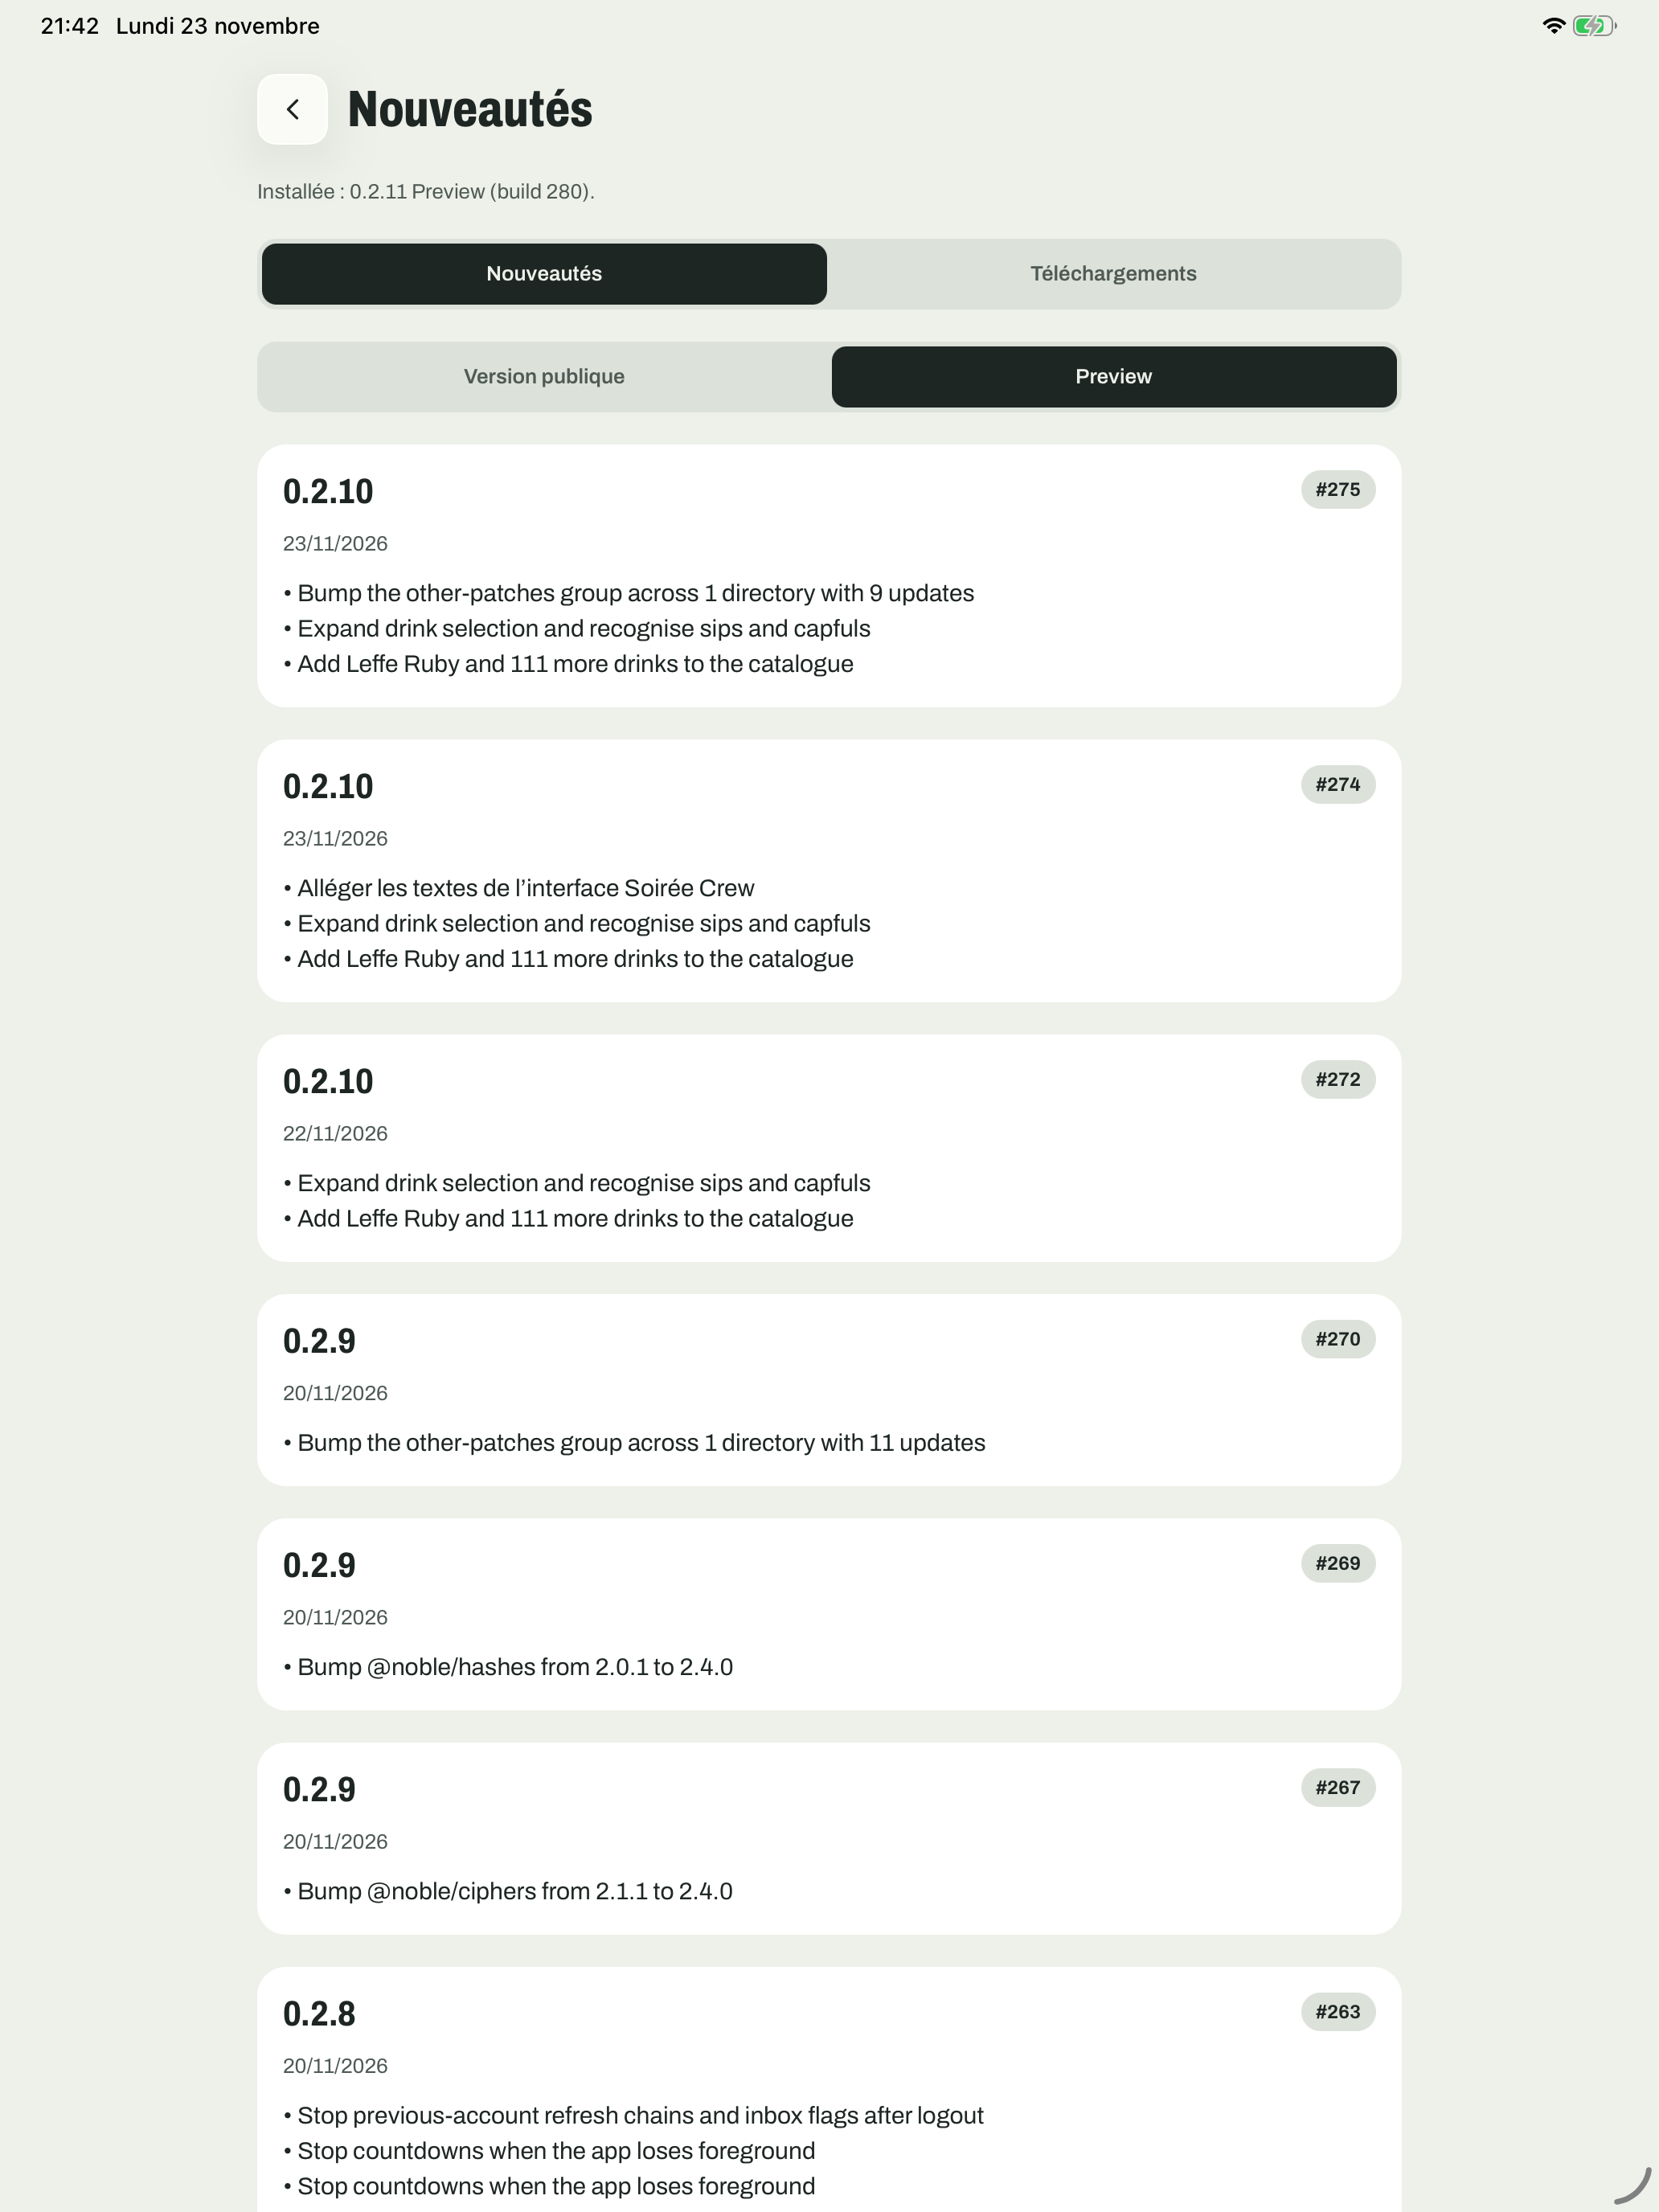 21:42 Lundi 23 novembre
Nouveautés
Installée : 0.2.11 Preview (build 280).
Nouveautés Téléchargements
Version publique Preview
0.2.10 #275
23/11/2026
• Bump the other-patches group across 1 directory with 9 updates
• Expand drink selection and recognise sips and capfuls
• Add Leffe Ruby and 111 more drinks to the catalogue
0.2.10 #274
23/11/2026
• Alléger les textes de l’interface Soirée Crew
• Expand drink selection and recognise sips and capfuls
• Add Leffe Ruby and 111 more drinks to the catalogue
0.2.10 #272
22/11/2026
• Expand drink selection and recognise sips and capfuls
• Add Leffe Ruby and 111 more drinks to the catalogue
0.2.9 #270
20/11/2026
• Bump the other-patches group across 1 directory with 11 updates
0.2.9 #269
20/11/2026
• Bump @noble/hashes from 2.0.1 to 2.4.0
0.2.9 #267
20/11/2026
• Bump @noble/ciphers from 2.1.1 to 2.4.0
0.2.8 #263
20/11/2026
• Stop previous-account refresh chains and inbox flags after logout
• Stop countdowns when the app loses foreground
• Stop countdowns when the app loses foreground